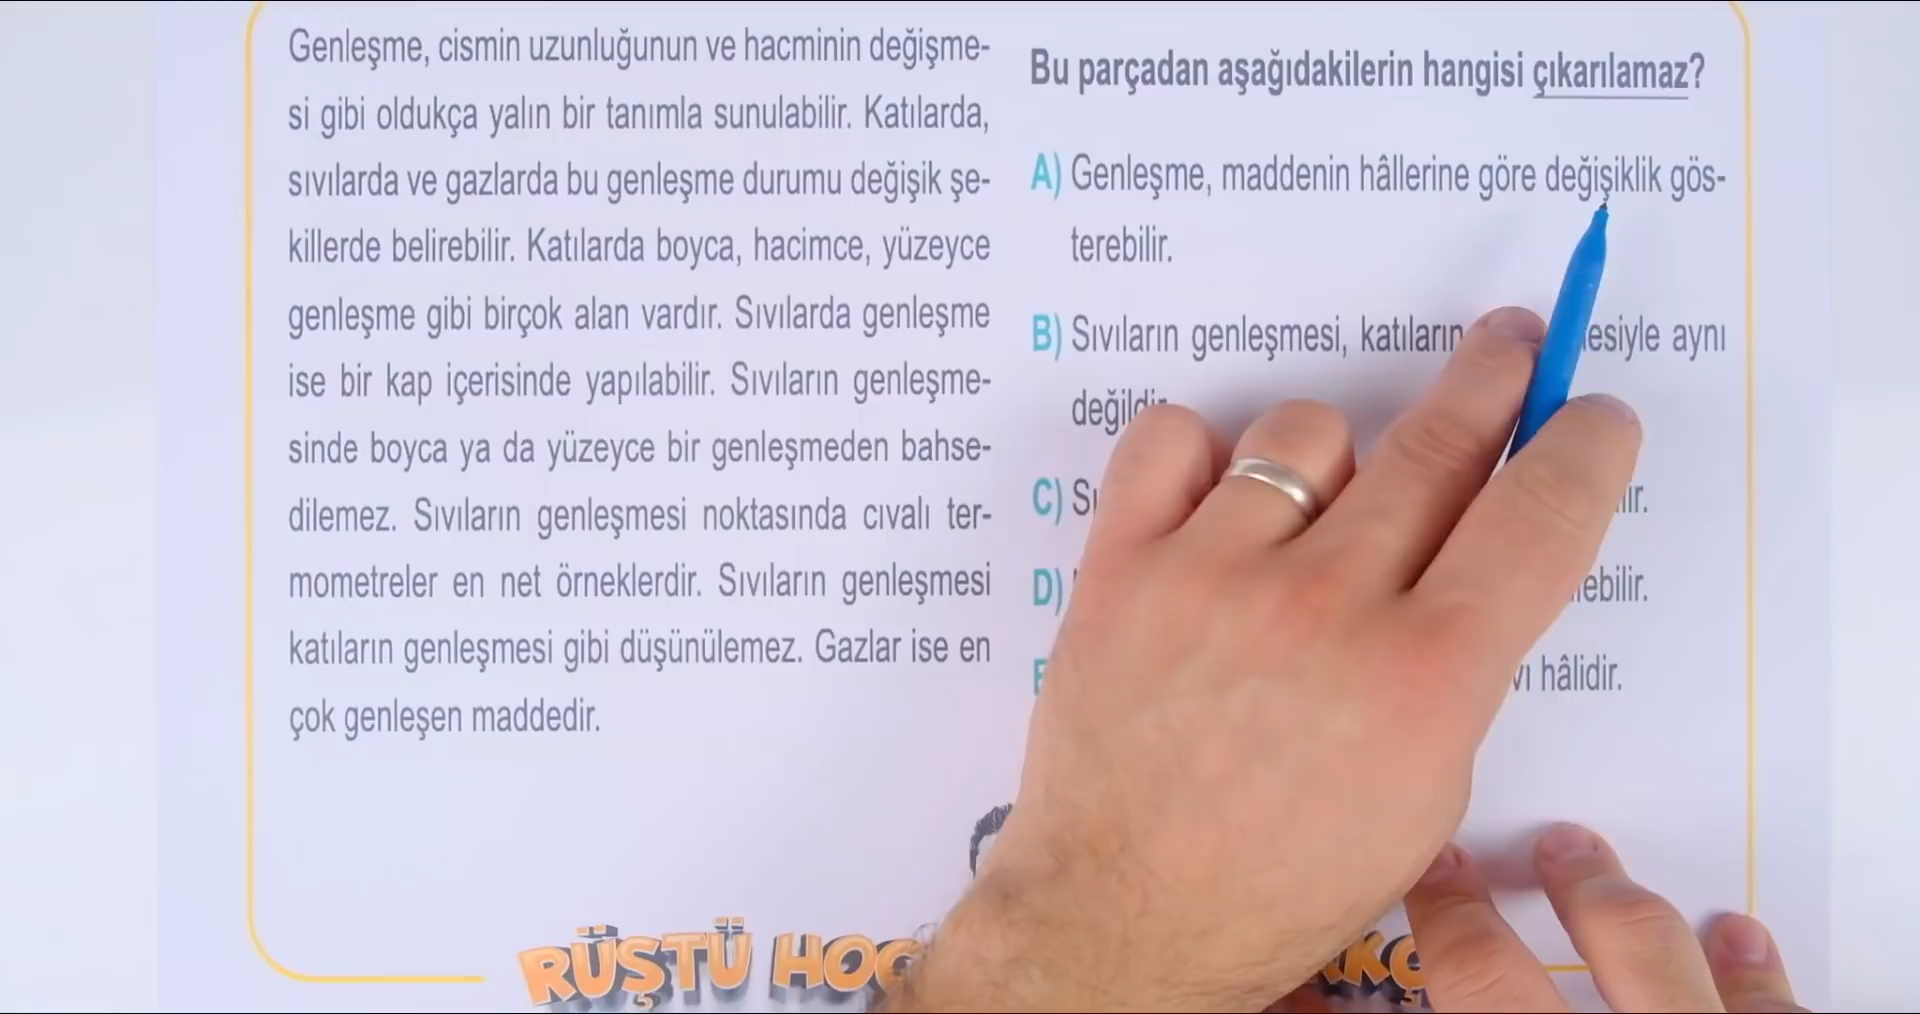 Genleşme, cismin uzunluğunun ve hacminin değişme-
si gibi oldukça yalın bir tanımla sunulabilir. Katılarda,
sıvılarda ve gazlarda bu genleşme durumu değişik şe-
killerde belirebilir. Katılarda boyca, hacimce, yüzeyce
genleşme gibi birçok alan vardır. Sıvılarda genleşme
ise bir kap içerisinde yapılabilir. Sıvıların genleşme-
sinde boyca ya da yüzeyce bir genleşmeden bahse-
dilemez. Sıvıların genleşmesi noktasında cıvalı ter-
mometreler en net örneklerdir. Sıvıların genleşmesi
katıların genleşmesi gibi düşünülemez. Gazlar ise en
çok genleşen maddedir.
Bu parçadan aşağıdakilerin hangisi çıkarılamaz?
A) Genleşme, maddenin hâllerine göre değişiklik gös-
terebilir.
B) Sıvıların genleşmesi, katıların aynı
değildir
C)
D)
hâlidir.
RÜŞTÜ